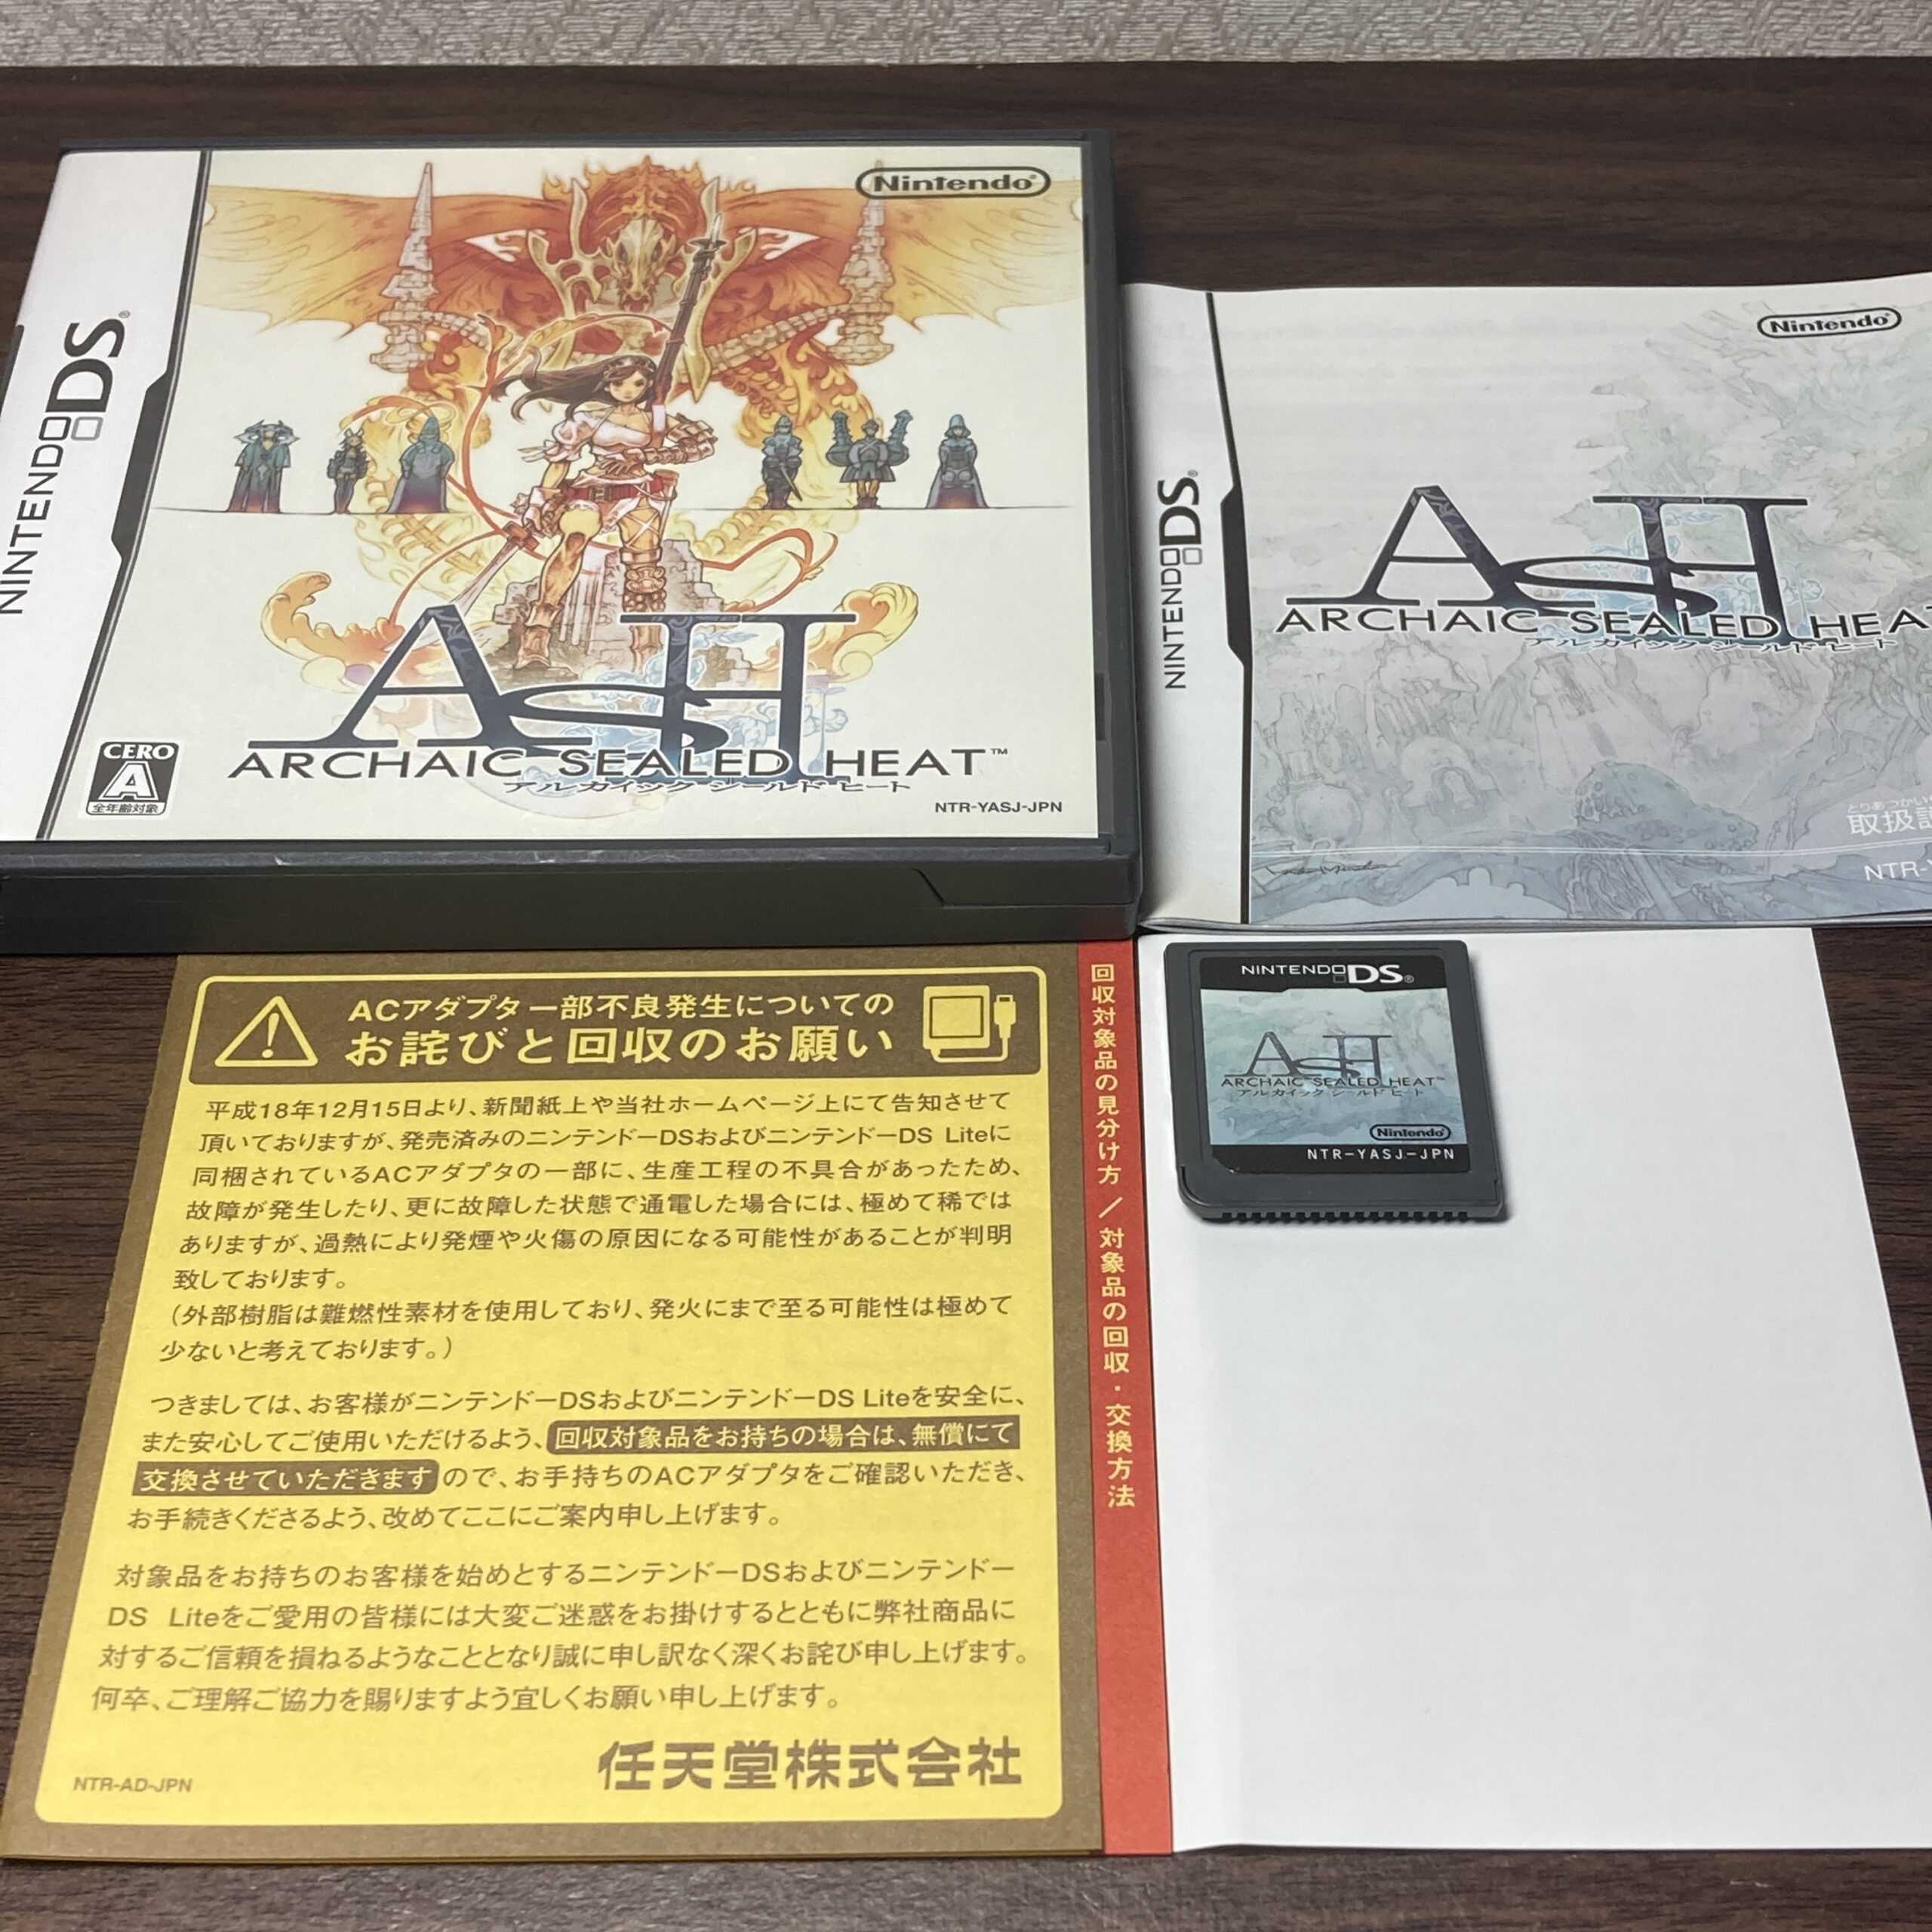 Nintendo
NINTENDO DS
ASH
ARCHAIC SEALED HEAT™
アルカイック シールド ヒート
CERO
A
全年齢対象
NTR-YASJ-JPN
Nintendo
NINTENDO DS
ASH
ARCHAIC SEALED HEA
アルカイック シールド ヒート
とりあつかい
取扱説
NTR-
ACアダプタ一部不良発生についての
お詫びと回収のお願い
平成18年12月15日より、新聞紙上や当社ホームページ上にて告知させて
頂いておりますが、発売済みのニンテンドーDSおよびニンテンドーDS Liteに
同梱されているACアダプタの一部に、生産工程の不具合があったため、
故障が発生したり、更に故障した状態で通電した場合には、極めて稀では
ありますが、過熱により発煙や火傷の原因になる可能性があることが判明
致しております。
（外部樹脂は難燃性素材を使用しており、発火にまで至る可能性は極めて
少ないと考えております。）
つきましては、お客様がニンテンドーDSおよびニンテンドーDS Liteを安全に、
また安心してご使用いただけるよう、回収対象品をお持ちの場合は、無償にて
交換させていただきますので、お手持ちのACアダプタをご確認いただき、
お手続きくださるよう、改めてここにご案内申し上げます。
対象品をお持ちのお客様を始めとするニンテンドーDSおよびニンテンドー
DS Liteをご愛用の皆様には大変ご迷惑をお掛けするとともに弊社商品に
対するご信頼を損ねるようなこととなり誠に申し訳なく深くお詫び申し上げます。
何卒、ご理解ご協力を賜りますよう宜しくお願い申し上げます。
任天堂株式会社
NTR-AD-JPN
回収対象品の見分け方／対象品の回収・交換方法
NINTENDO DS®
ASH
ARCHAIC SEALED HEAT™
アルカイック シールド ヒート
Nintendo
NTR-YASJ-JPN